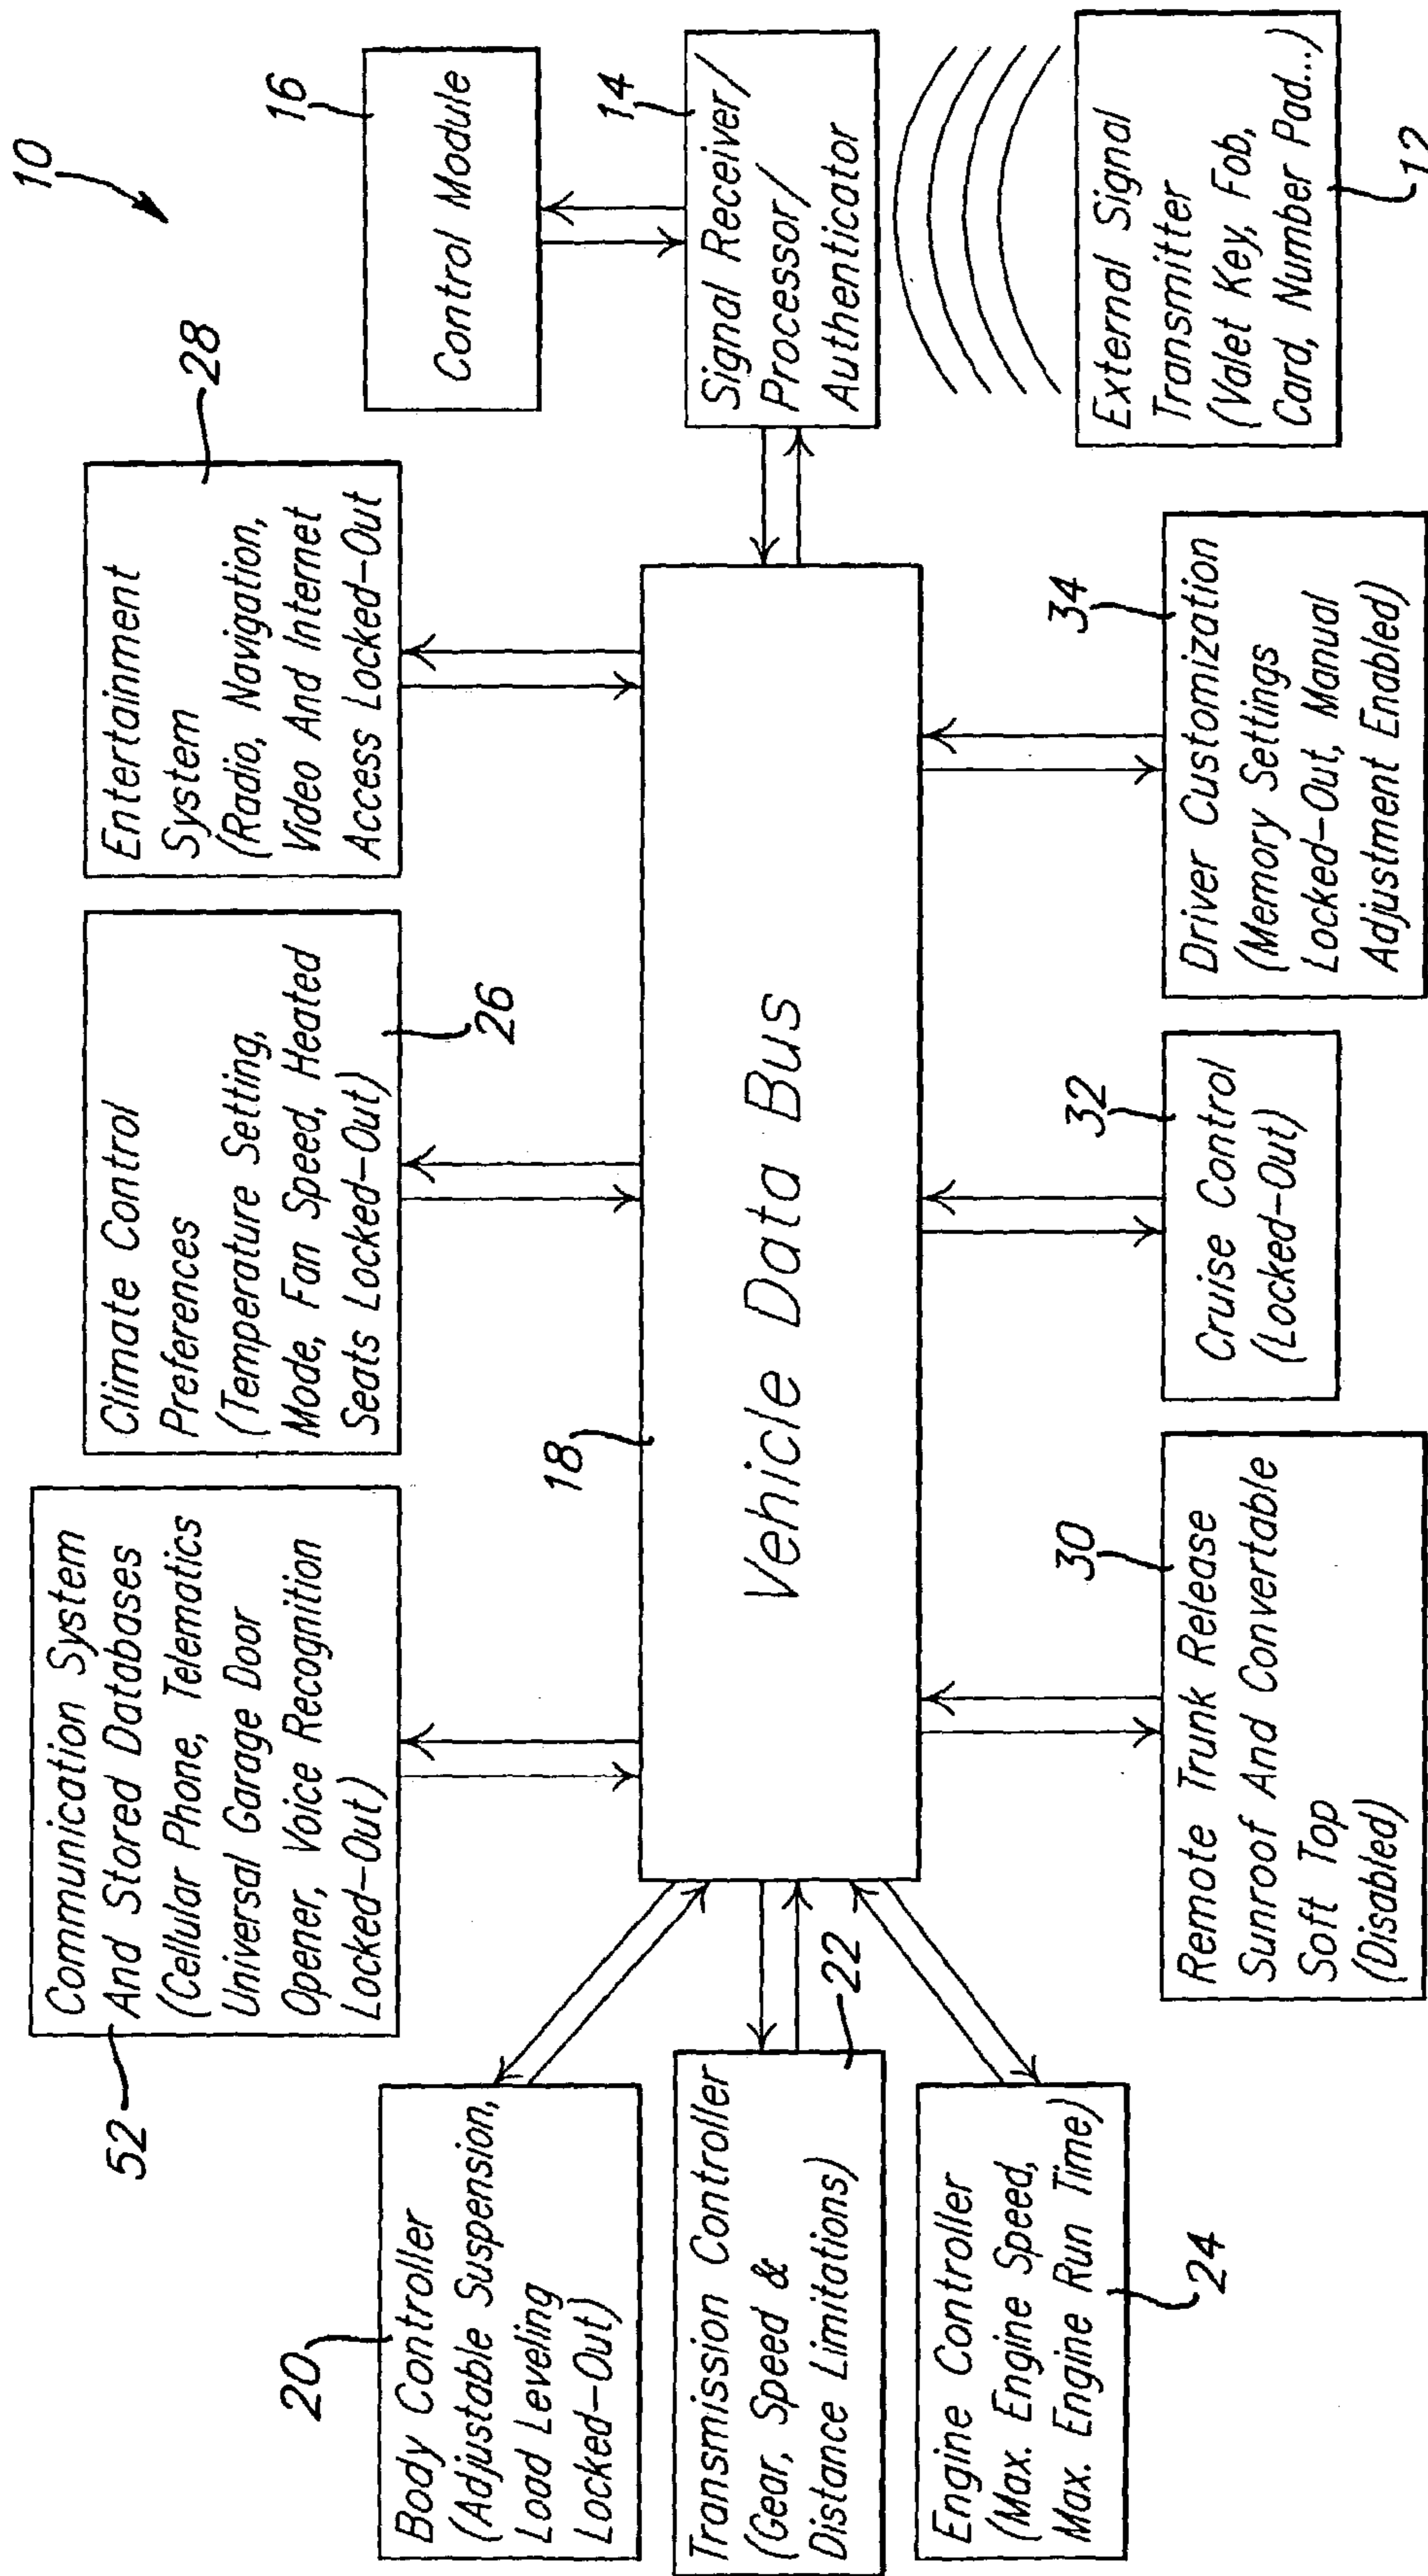 10
52
Communication System
And Stored Databases
(Cellular Phone, Telematics
Universal Garage Door
Opener, Voice Recognition
Locked-Out)
Climate Control
Preferences
(Temperature Setting,
Mode, Fan Speed, Heated
Seats Locked-Out)
26
Entertainment
System
(Radio, Navigation,
Video And Internet
Access Locked-Out
28
16
Control Module
20
Body Controller
(Adjustable Suspension,
Load Leveling
Locked-Out)
Transmission Controller
(Gear, Speed &
Distance Limitations)
22
Engine Controller
(Max. Engine Speed,
Max. Engine Run Time)
24
18
Vehicle Data Bus
14
Signal Receiver/
Processor/
Authenticator
30
Remote Trunk Release
Sunroof And Convertable
Soft Top
(Disabled)
32
Cruise Control
(Locked-Out)
34
Driver Customization
(Memory Settings
Locked-Out, Manual
Adjustment Enabled)
External Signal
Transmitter
(Valet Key, Fob,
Card, Number Pad...)
12